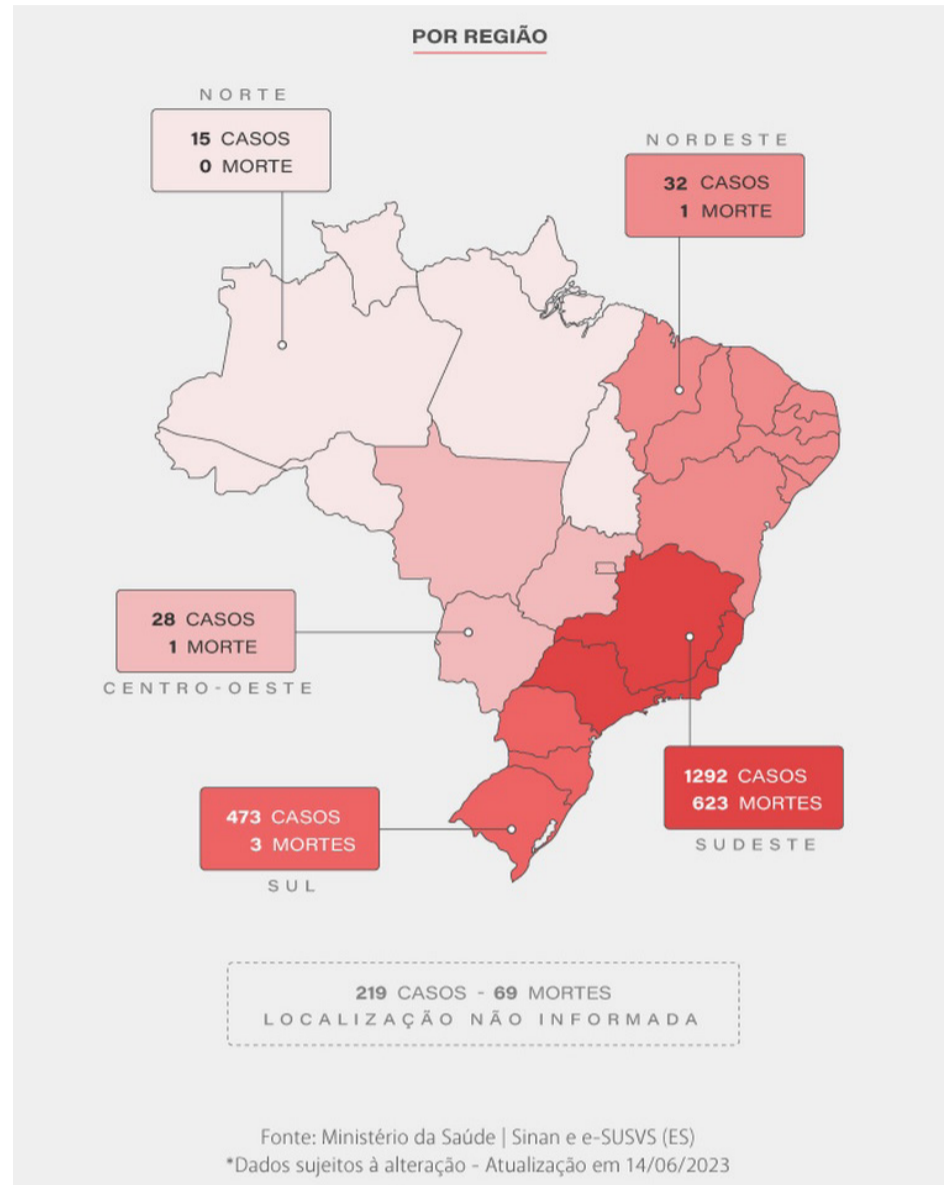 POR REGIÃO
NORTE
15 CASOS
0 MORTE
NORDESTE
32 CASOS
1 MORTE
28 CASOS
1 MORTE
CENTRO-OESTE
1292 CASOS
623 MORTES
SUDESTE
473 CASOS
3 MORTES
SUL
219 CASOS - 69 MORTES
LOCALIZAÇÃO NÃO INFORMADA
Fonte: Ministério da Saúde | Sinan e e-SUSVS (ES)
*Dados sujeitos à alteração - Atualização em 14/06/2023